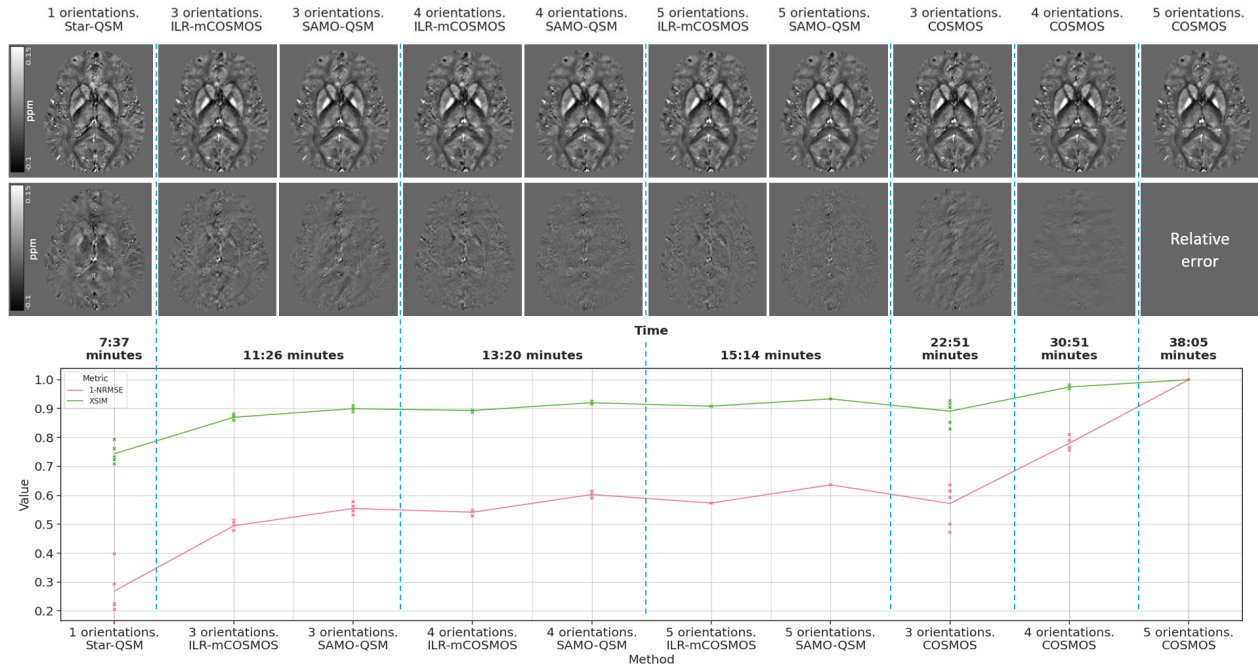 1 orientations. 3 orientations. 3 orientations. 4 orientations. 4 orientations. 5 orientations. 5 orientations. 3 orientations. 4 orientations. 5 orientations.
Star-QSM ILR-mCOSMOS SAMO-QSM ILR-mCOSMOS SAMO-QSM ILR-mCOSMOS SAMO-QSM COSMOS COSMOS COSMOS
0.15
ppm
-0.1
0.15
ppm
-0.1
Relative
error
Time
7:37
minutes
11:26 minutes
13:20 minutes
15:14 minutes
22:51
minutes
30:51
minutes
38:05
minutes
Metric
1-NRMSE
XSIM
Value
1.0
0.9
0.8
0.7
0.6
0.5
0.4
0.3
0.2
1 orientations. 3 orientations. 3 orientations. 4 orientations. 4 orientations. 5 orientations. 5 orientations. 3 orientations. 4 orientations. 5 orientations.
Star-QSM ILR-mCOSMOS SAMO-QSM ILR-mCOSMOS SAMO-QSM ILR-mCOSMOS SAMO-QSM COSMOS COSMOS COSMOS
Method